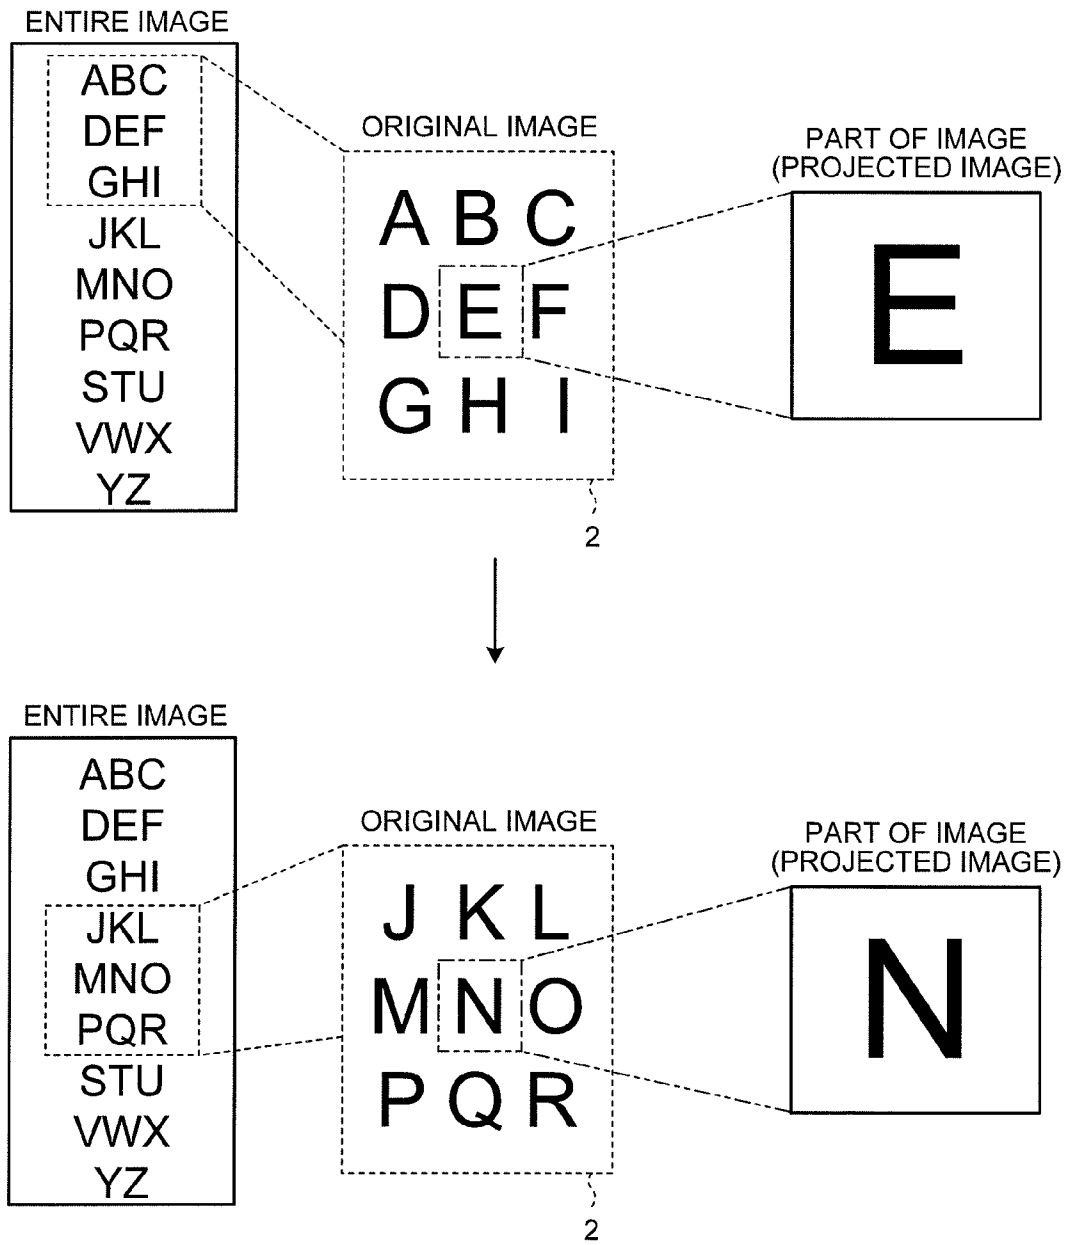 ENTIRE IMAGE
ABC
DEF
GHI
JKL
MNO
PQR
STU
VWX
YZ
ORIGINAL IMAGE
A B C
D E F
G H I
2
PART OF IMAGE
(PROJECTED IMAGE)
E
ENTIRE IMAGE
ABC
DEF
GHI
JKL
MNO
PQR
STU
VWX
YZ
ORIGINAL IMAGE
J K L
M N O
P Q R
2
PART OF IMAGE
(PROJECTED IMAGE)
N